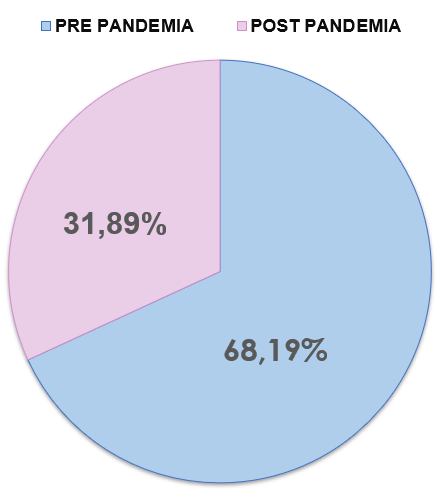 PRE PANDEMIA POST PANDEMIA
31,89%
68,19%